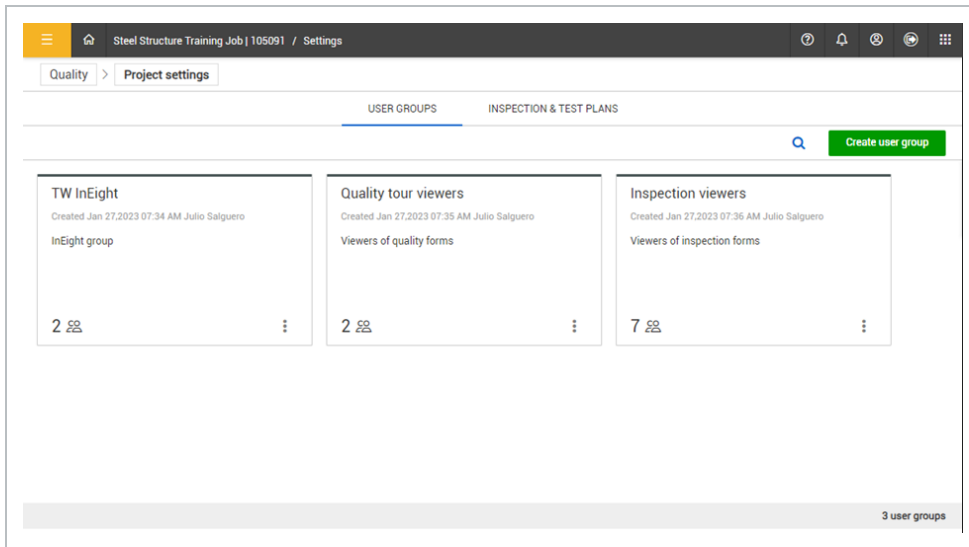 Steel Structure Training Job | 105091 / Settings
Quality > Project settings
USER GROUPS INSPECTION & TEST PLANS
Create user group
TW InEight
Created Jan 27,2023 07:34 AM Julio Salguero
InEight group
2
Quality tour viewers
Created Jan 27,2023 07:35 AM Julio Salguero
Viewers of quality forms
2
Inspection viewers
Created Jan 27,2023 07:36 AM Julio Salguero
Viewers of inspection forms
7
3 user groups